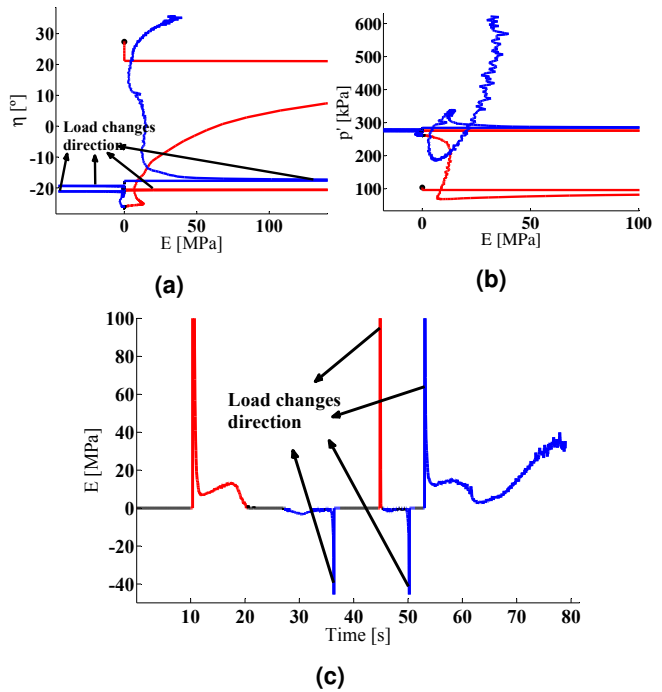 η [°]
30
20
10
0
-10
-20
Load changes
direction
0
50
100
E [MPa]
(a)
p' [kPa]
600
500
400
300
200
100
0
50
100
E [MPa]
(b)
E [MPa]
100
80
60
40
20
0
-20
-40
Load changes
direction
10
20
30
40
50
60
70
80
Time [s]
(c)